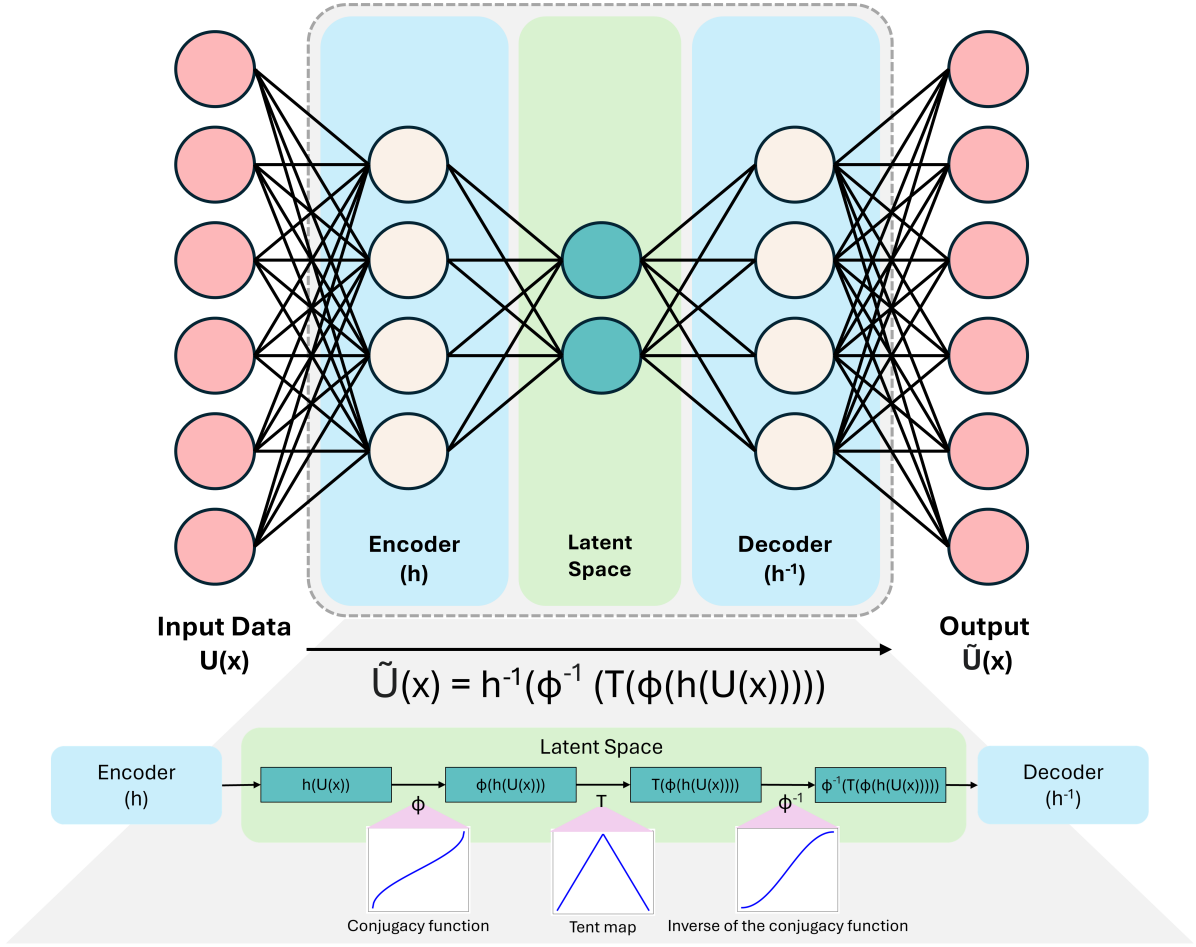 Encoder
(h)
Latent
Space
Decoder
(h⁻¹)
Input Data
U(x)
Output
Ũ(x)
Ũ(x) = h⁻¹(ϕ⁻¹ (T(ϕ(h(U(x)))))
Latent Space
Encoder
(h)
h(U(x))
ϕ(h(U(x)))
T(ϕ(h(U(x))))
ϕ⁻¹(T(ϕ(h(U(x)))))
Decoder
(h⁻¹)
ϕ
T
ϕ⁻¹
Conjugacy function
Tent map
Inverse of the conjugacy function